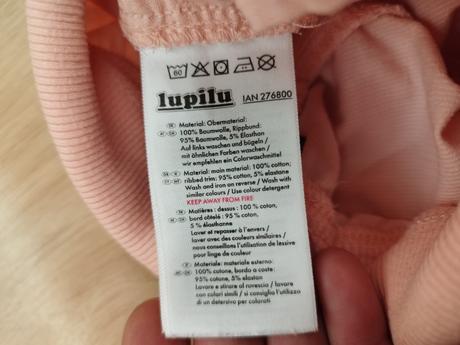 60
lupilu IAN 276800
DE Material: Obermaterial:
AT CH 100% Baumwolle, Rippbund:
95% Baumwolle, 5% Elasthan
Auf links waschen und bügeln /
mit ähnlichen Farben waschen /
wir empfehlen ein Colorwaschmittel
Material: main material: 100% cotton;
ribbed trim: 95% cotton, 5% elastane
Wash and iron on reverse / Wash with
similar colours / Use colour detergent
KEEP AWAY FROM FIRE
Matières : dessus : 100 % coton,
bord côtelé : 95 % coton,
5 % élasthanne
Laver et repasser à l'envers /
laver avec des couleurs similaires /
nous conseillons l'utilisation de lessive
pour linge de couleur
Materiale: materiale esterno:
100% cotone, bordo a coste:
95% cotone, 5% elastan
Lavare e stirare al rovescio / lavare
con colori simili / si consiglia l'utilizzo
di un detersivo per colorati